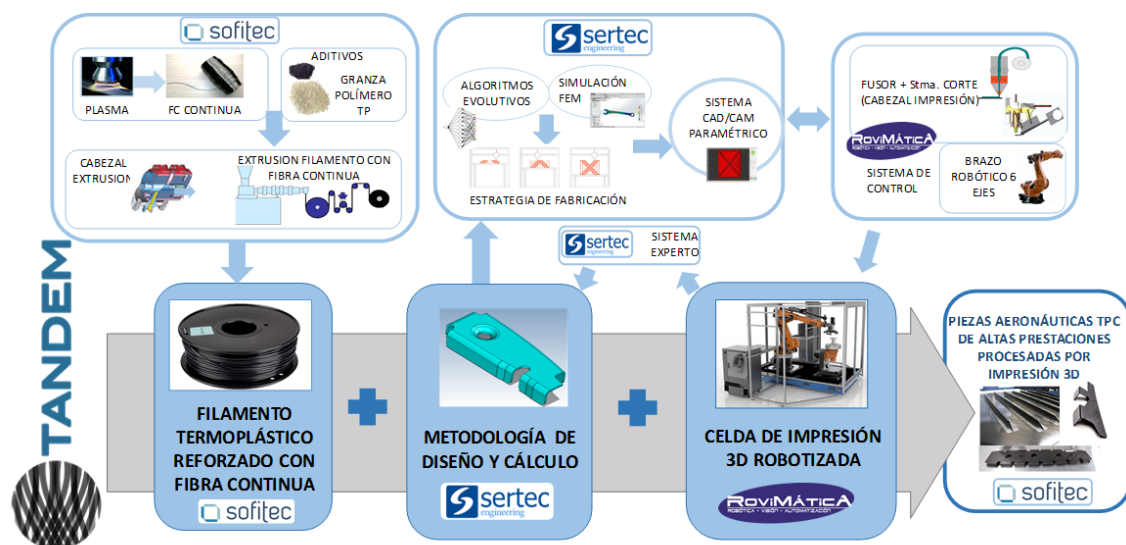 sofitec
PLASMA
FC CONTINUA
ADITIVOS
GRANZA
POLÍMERO
TP
CABEZAL
EXTRUSION
EXTRUSION FILAMENTO CON
FIBRA CONTINUA
sertec
engineering
ALGORITMOS
EVOLUTIVOS
SIMULACIÓN
FEM
ESTRATEGIA DE FABRICACIÓN
SISTEMA
CAD/CAM
PARAMÉTRICO
FUSOR + Stma. CORTE
(CABEZAL IMPRESIÓN)
ROVIMÁTICA
ROBÓTICA - VISIÓN - AUTOMATIZACIÓN
SISTEMA DE
CONTROL
BRAZO
ROBÓTICO 6
EJES
sertec
engineering
SISTEMA
EXPERTO
TANDEM
FILAMENTO
TERMOPLÁSTICO
REFORZADO CON
FIBRA CONTINUA
sofitec
METODOLOGÍA DE
DISEÑO Y CÁLCULO
sertec
engineering
CELDA DE IMPRESIÓN
3D ROBOTIZADA
ROVIMÁTICA
ROBÓTICA - VISIÓN - AUTOMATIZACIÓN
PIEZAS AERONÁUTICAS TPC
DE ALTAS PRESTACIONES
PROCESADAS POR
IMPRESIÓN 3D
sofitec